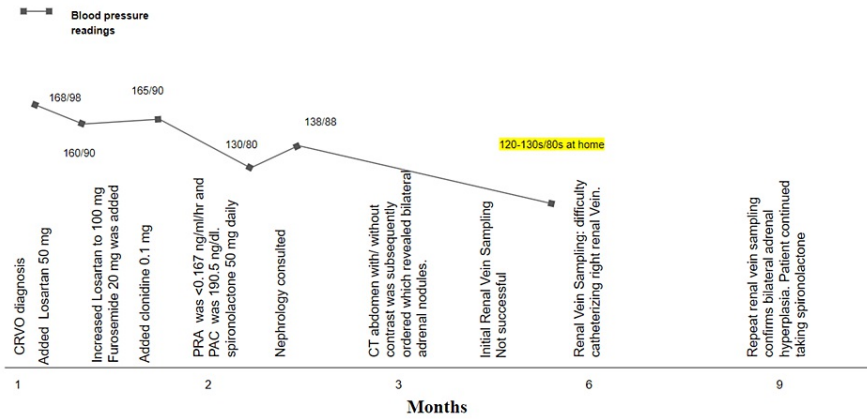 Blood pressure
readings
168/98
160/90
165/90
130/80
138/88
120-130s/80s at home
CRVO diagnosis
Added Losartan 50 mg
Increased Losartan to 100 mg
Furosemide 20 mg was added
Added clonidine 0.1 mg
PRA was <0.167 ng/ml/hr and
PAC was 190.5 ng/dl.
spironolactone 50 mg daily
Nephrology consulted
CT abdomen with/ without
contrast was subsequently
ordered which revealed bilateral
adrenal nodules.
Initial Renal Vein Sampling
Not successful
Renal Vein Sampling: difficulty
catheterizing right renal Vein.
Repeat renal vein sampling
confirms bilateral adrenal
hyperplasia. Patient continued
taking spironolactone
1
2
3
6
9
Months